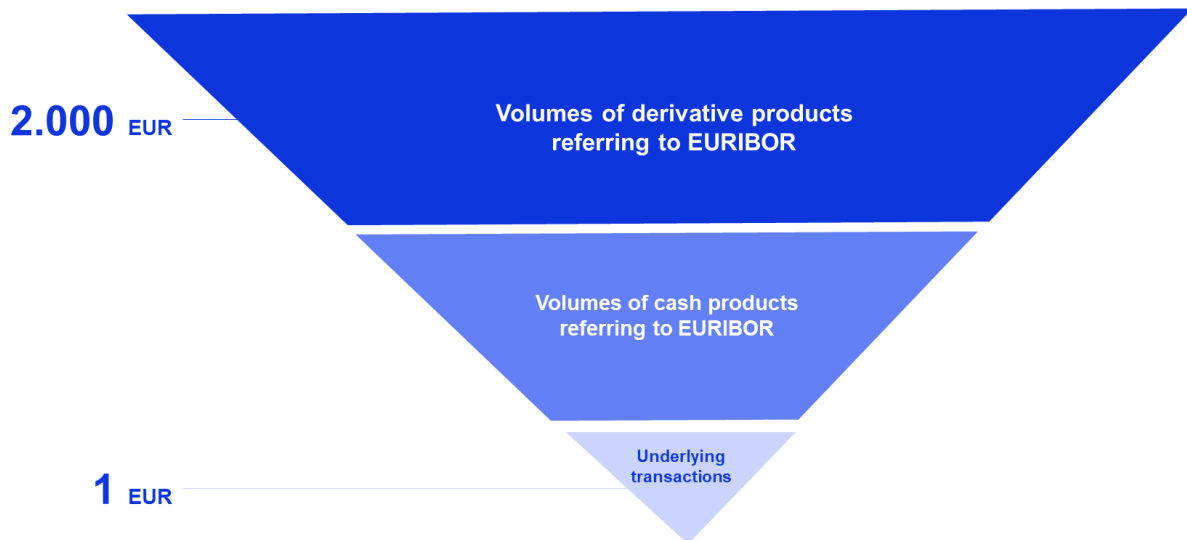 Volumes of derivative products
referring to EURIBOR
2.000 EUR
Volumes of cash products
referring to EURIBOR
Underlying
transactions
1 EUR